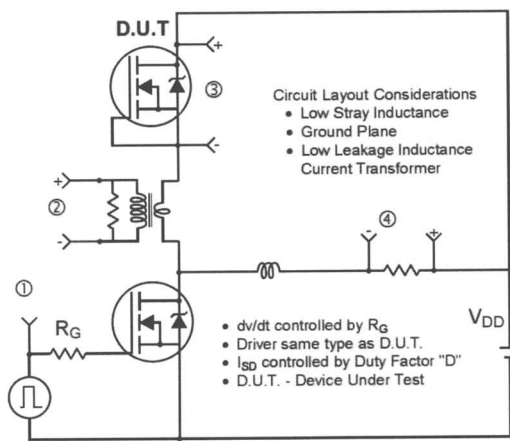 D.U.T
+
③
-
Circuit Layout Considerations
• Low Stray Inductance
• Ground Plane
• Low Leakage Inductance
Current Transformer
+
②
-
④
-
+
①
RG
VDD
• dv/dt controlled by RG
• Driver same type as D.U.T.
• ISD controlled by Duty Factor "D"
• D.U.T. - Device Under Test